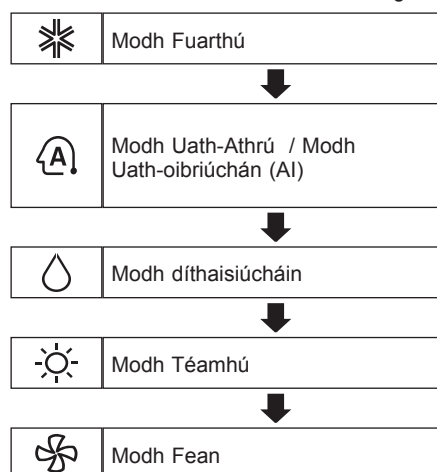 Modh Fuarthú
A
Modh Uath-Athrú / Modh
Uath-oibriúchán (AI)
Modh díthaisiúcháin
Modh Téamhú
Modh Fean